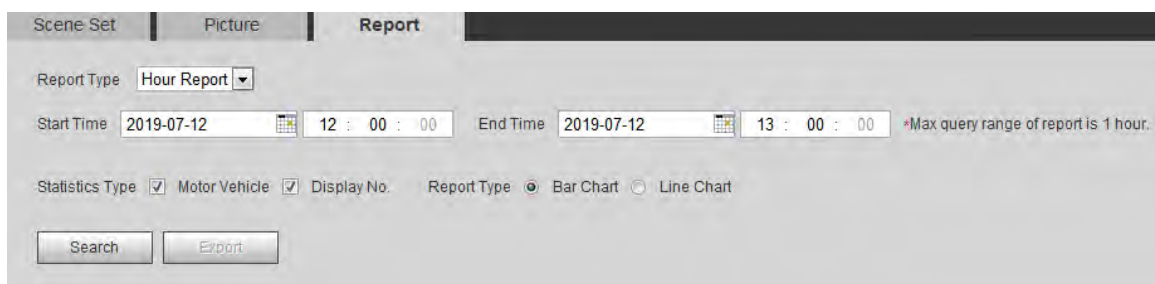 Scene Set Picture Report
Report Type Hour Report
Start Time 2019-07-12 12 : 00 : 00 End Time 2019-07-12 13 : 00 : 00 *Max query range of report is 1 hour.
Statistics Type Motor Vehicle Display No. Report Type Bar Chart Line Chart
Search Export